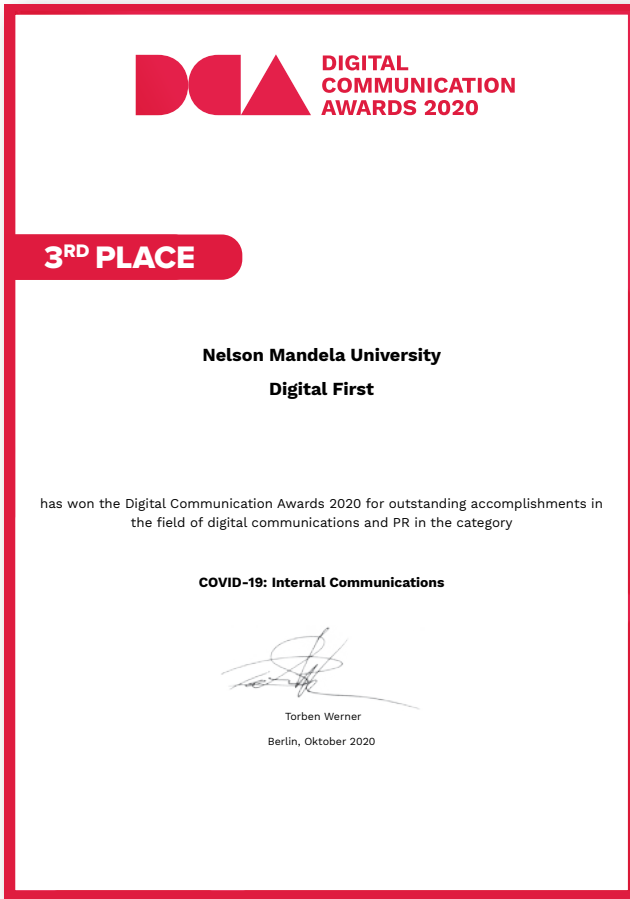 DCA
DIGITAL
COMMUNICATION
AWARDS 2020
3RD PLACE
Nelson Mandela University
Digital First
has won the Digital Communication Awards 2020 for outstanding accomplishments in
the field of digital communications and PR in the category
COVID-19: Internal Communications
Torben Werner
Berlin, Oktober 2020